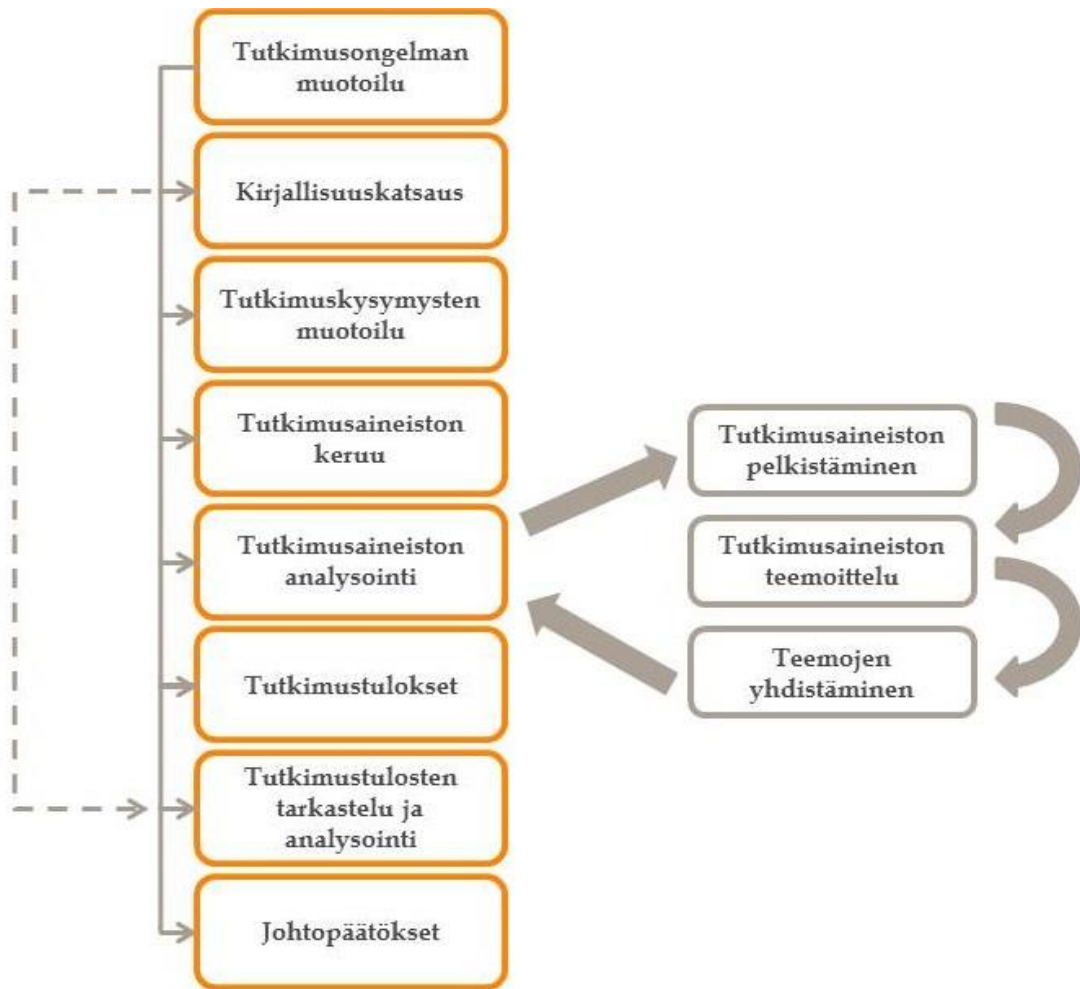 Tutkimusongelman
muotoilu
Kirjallisuuskatsaus
Tutkimuskysymysten
muotoilu
Tutkimusaineiston
keruu
Tutkimusaineiston
analysointi
Tutkimustulokset
Tutkimustulosten
tarkastelu ja
analysointi
Johtopäätökset
Tutkimusaineiston
pelkistäminen
Tutkimusaineiston
teemoittelu
Teemojen
yhdistäminen